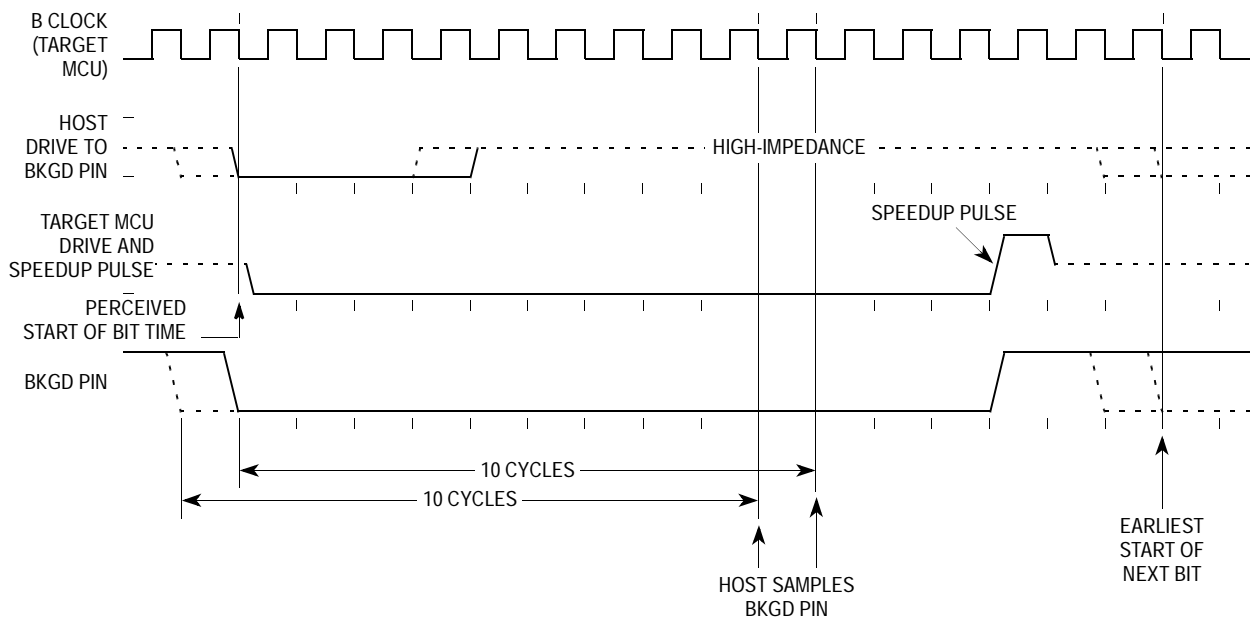 B CLOCK
(TARGET
MCU)
HOST
DRIVE TO
BKGD PIN
HIGH-IMPEDANCE
TARGET MCU
DRIVE AND
SPEEDUP PULSE
SPEEDUP PULSE
PERCEIVED
START OF BIT TIME
BKGD PIN
10 CYCLES
10 CYCLES
HOST SAMPLES
BKGD PIN
EARLIEST
START OF
NEXT BIT